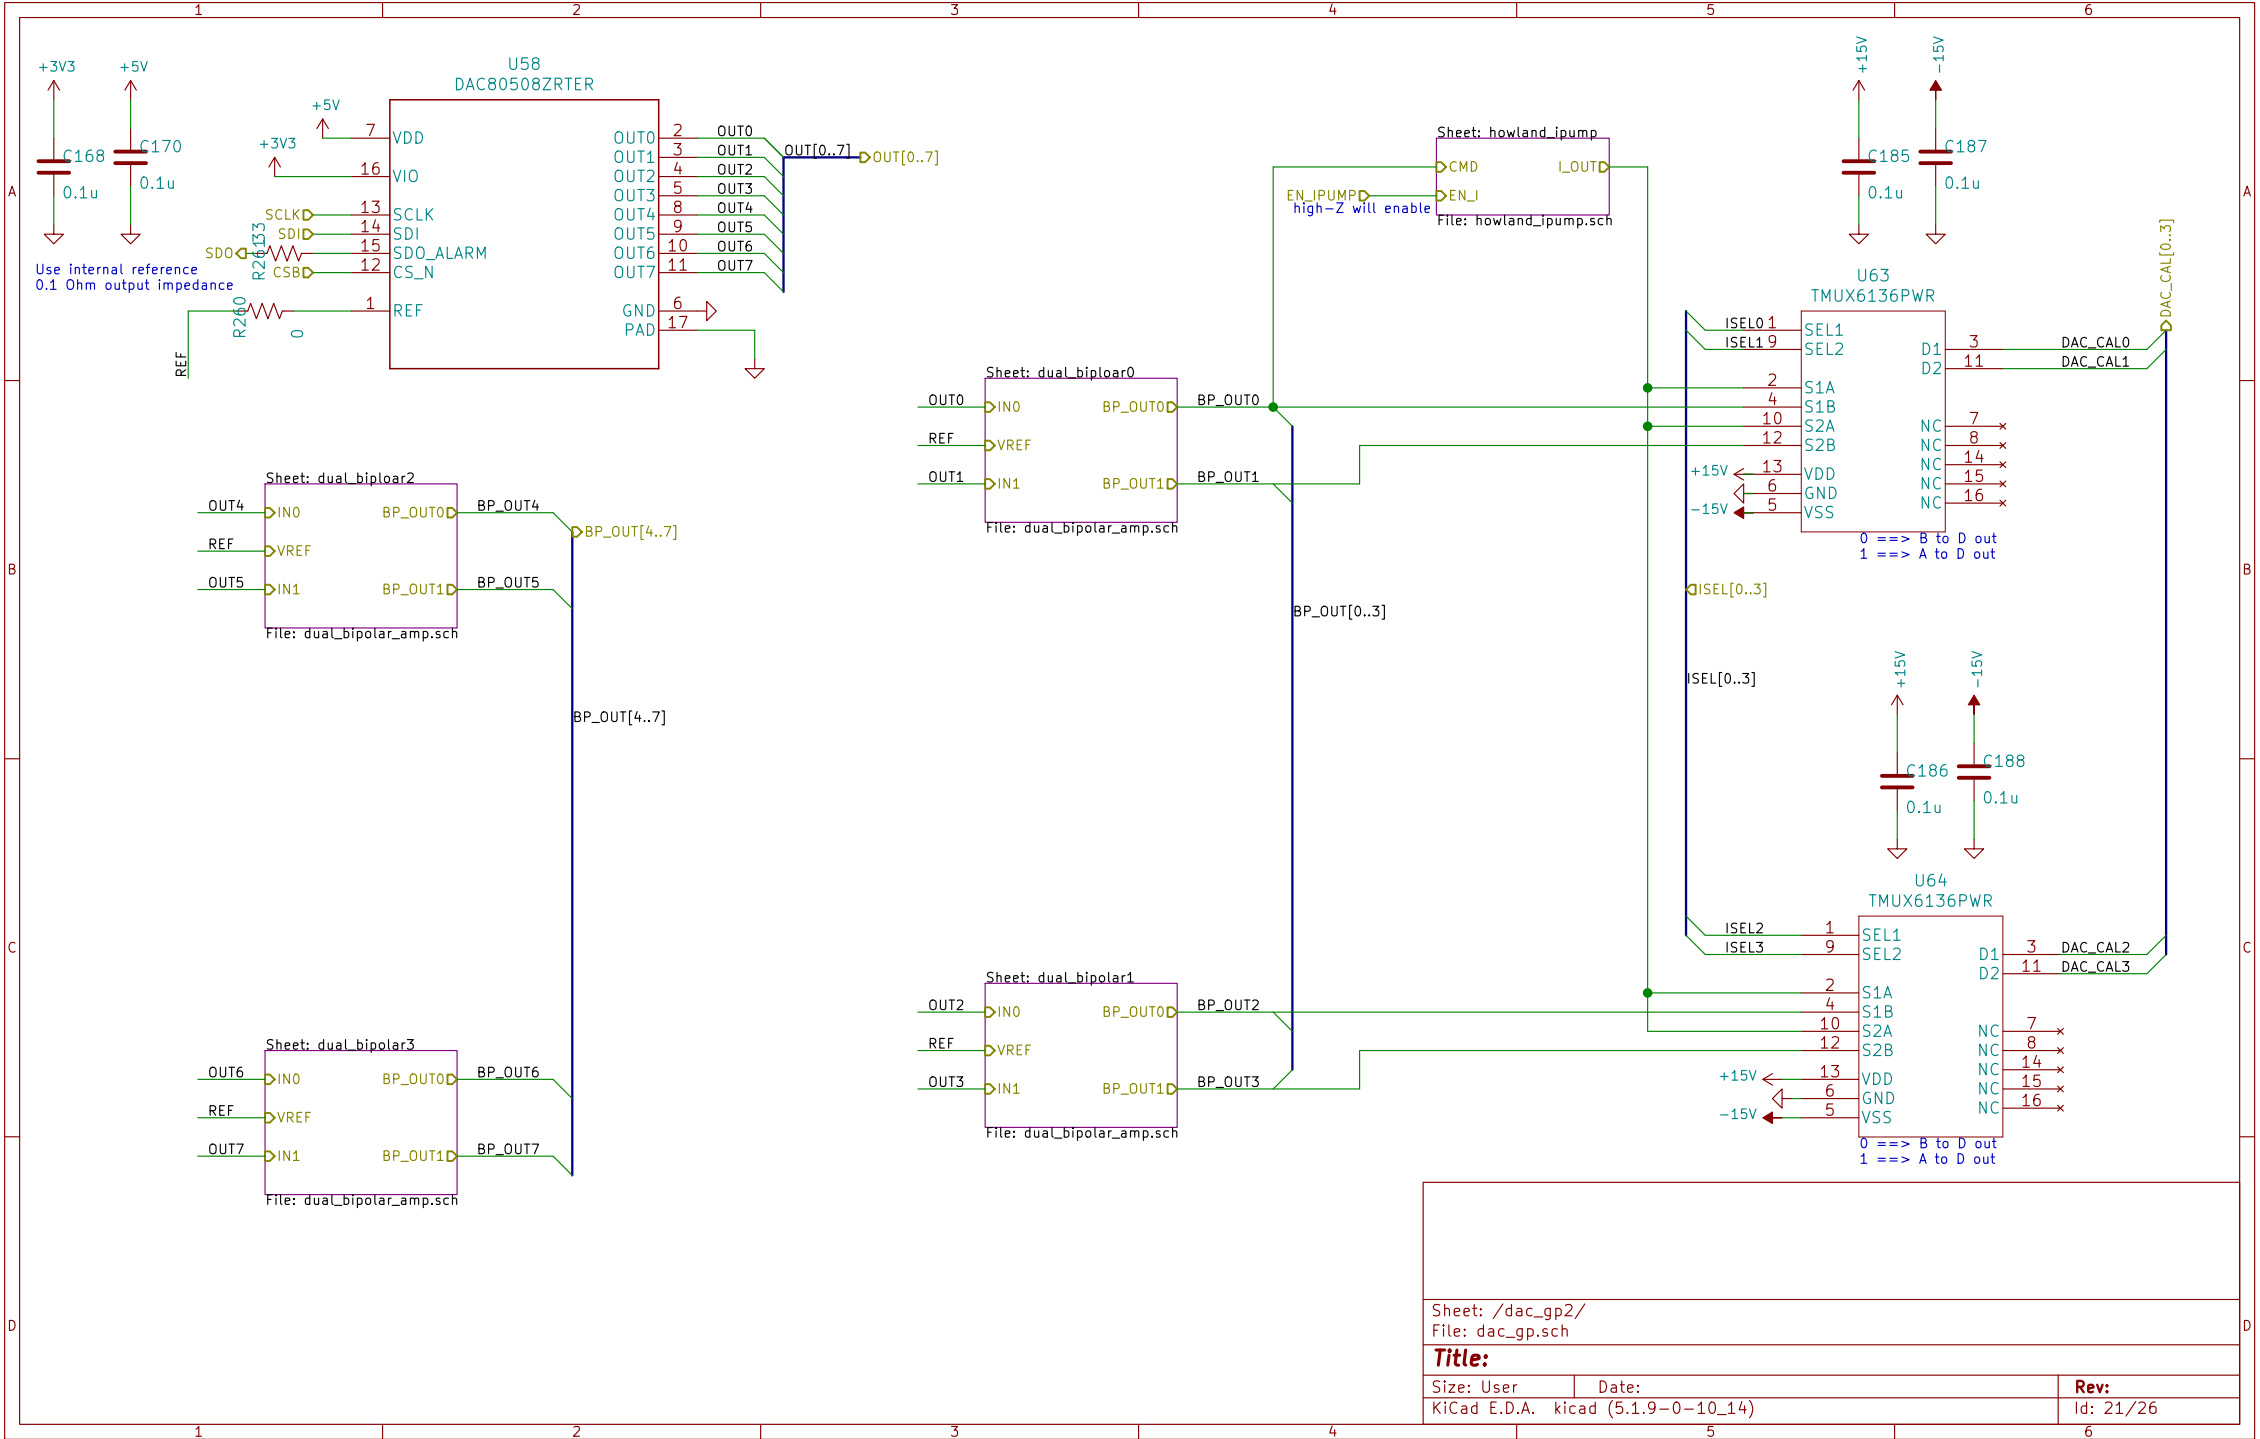 1 2 3 4 5 6
A
B
C
D
+3V3
+5V
C168
0.1u
C170
0.1u
Use internal reference
0.1 Ohm output impedance
U58
DAC80508ZRTER
+5V
+3V3
7 VDD
16 VIO
SCLK 13 SCLK
SDI 14 SDI
SDO R261 33 15 SDO_ALARM
CSB 12 CS_N
REF R260 0 1 REF
OUT0 2 OUT0
OUT1 3 OUT1
OUT2 4 OUT2
OUT3 5 OUT3
OUT4 8 OUT4
OUT5 9 OUT5
OUT6 10 OUT6
OUT7 11 OUT7
GND 6
PAD 17
OUT[0..7] OUT[0..7]
Sheet: dual_biploar2
OUT4 IN0 BP_OUT0 BP_OUT4
REF VREF
OUT5 IN1 BP_OUT1 BP_OUT5
File: dual_bipolar_amp.sch
BP_OUT[4..7]
BP_OUT[4..7]
Sheet: dual_bipolar3
OUT6 IN0 BP_OUT0 BP_OUT6
REF VREF
OUT7 IN1 BP_OUT1 BP_OUT7
File: dual_bipolar_amp.sch
Sheet: dual_biploar0
OUT0 IN0 BP_OUT0 BP_OUT0
REF VREF
OUT1 IN1 BP_OUT1 BP_OUT1
File: dual_bipolar_amp.sch
BP_OUT[0..3]
Sheet: dual_bipolar1
OUT2 IN0 BP_OUT0 BP_OUT2
REF VREF
OUT3 IN1 BP_OUT1 BP_OUT3
File: dual_bipolar_amp.sch
Sheet: howland_ipump
CMD I_OUT
EN_IPUMP EN_I
high-Z will enable
File: howland_ipump.sch
+15V
-15V
C185
0.1u
C187
0.1u
DAC_CAL[0..3]
U63
TMUX6136PWR
ISEL0 1 SEL1
ISEL1 9 SEL2
2 S1A
4 S1B
10 S2A
12 S2B
+15V 13 VDD
6 GND
-15V 5 VSS
D1 3 DAC_CAL0
D2 11 DAC_CAL1
NC 7
NC 8
NC 14
NC 15
NC 16
0 ==> B to D out
1 ==> A to D out
ISEL[0..3]
ISEL[0..3]
+15V
-15V
C186
0.1u
C188
0.1u
U64
TMUX6136PWR
ISEL2 1 SEL1
ISEL3 9 SEL2
2 S1A
4 S1B
10 S2A
12 S2B
+15V 13 VDD
6 GND
-15V 5 VSS
D1 3 DAC_CAL2
D2 11 DAC_CAL3
NC 7
NC 8
NC 14
NC 15
NC 16
0 ==> B to D out
1 ==> A to D out
Sheet: /dac_gp2/
File: dac_gp.sch
Title:
Size: User Date: Rev:
KiCad E.D.A. kicad (5.1.9-0-10_14) Id: 21/26
A
B
C
D
1 2 3 4 5 6